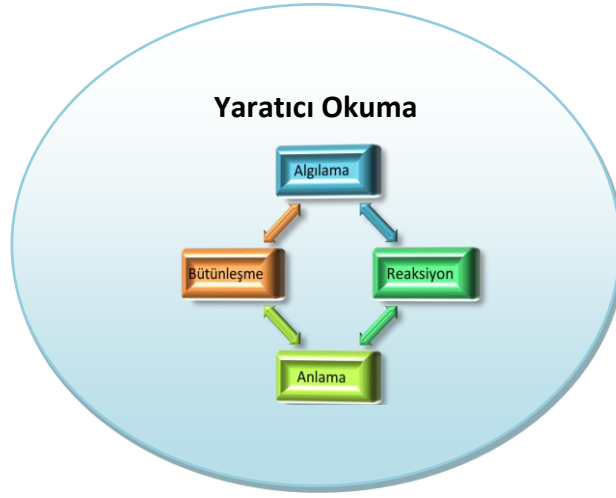 Yaratıcı Okuma
Algılama
Bütünleşme
Reaksiyon
Anlama